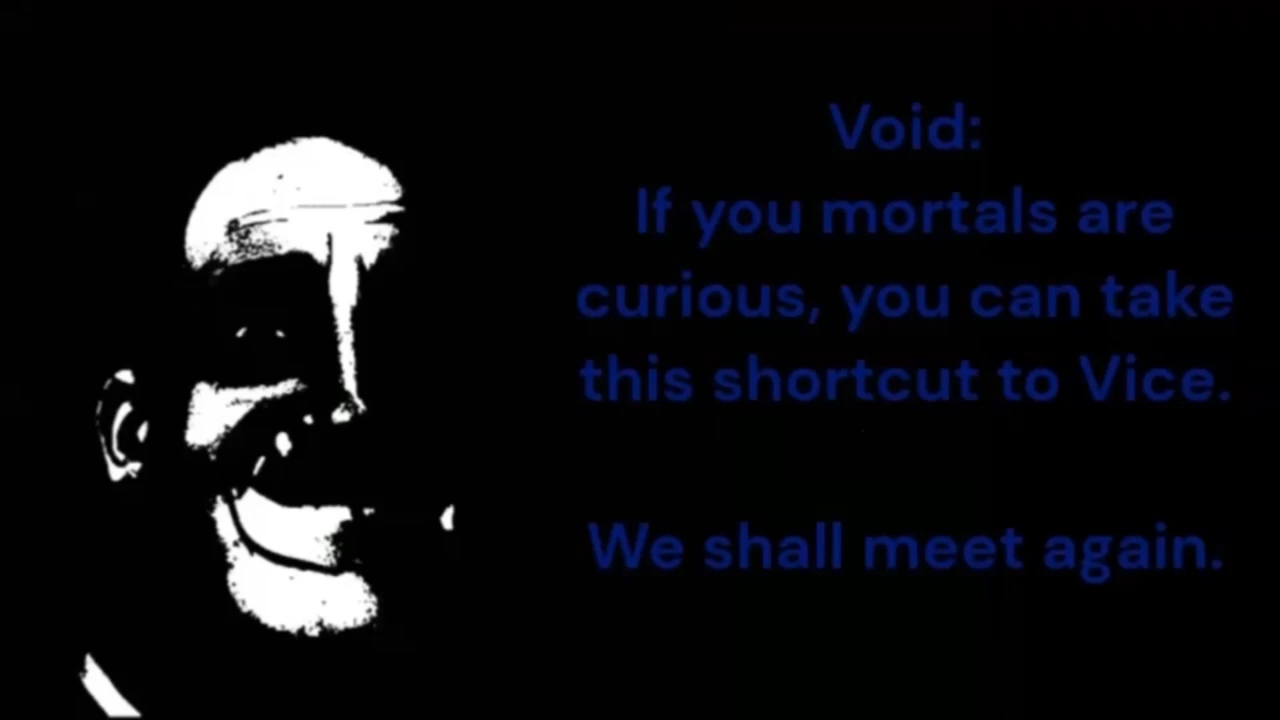 Void:
If you mortals are
curious, you can take
this shortcut to Vice.
We shall meet again.